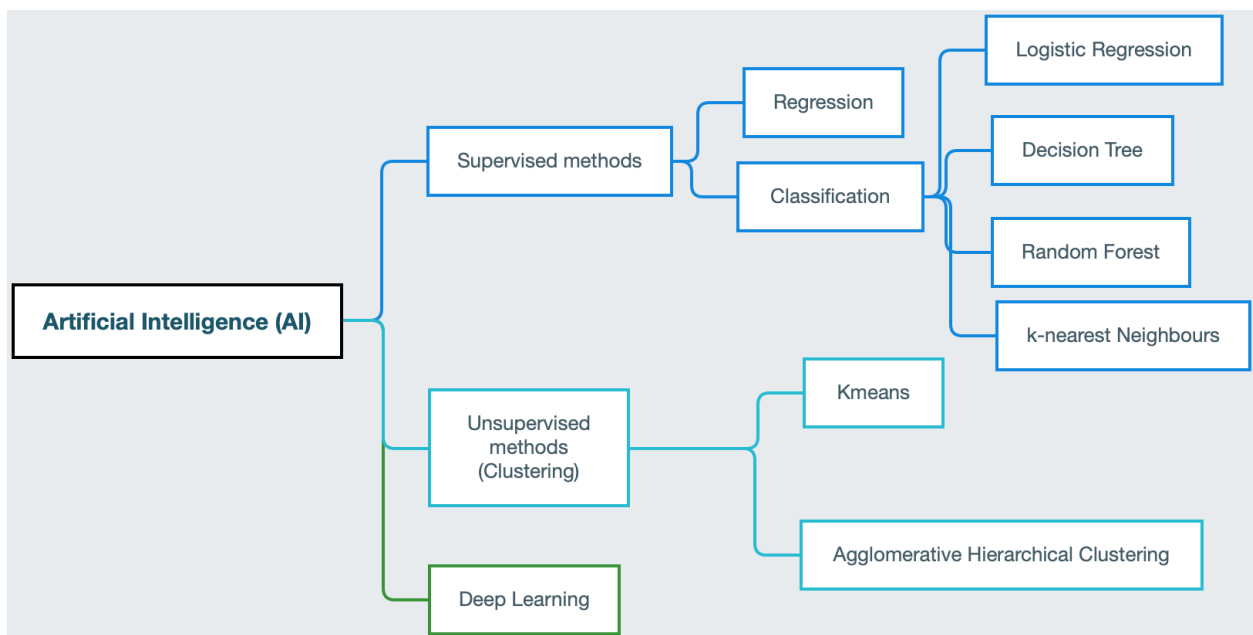 Artificial Intelligence (AI)
Supervised methods
Regression
Classification
Logistic Regression
Decision Tree
Random Forest
k-nearest Neighbours
Unsupervised
methods
(Clustering)
Kmeans
Agglomerative Hierarchical Clustering
Deep Learning